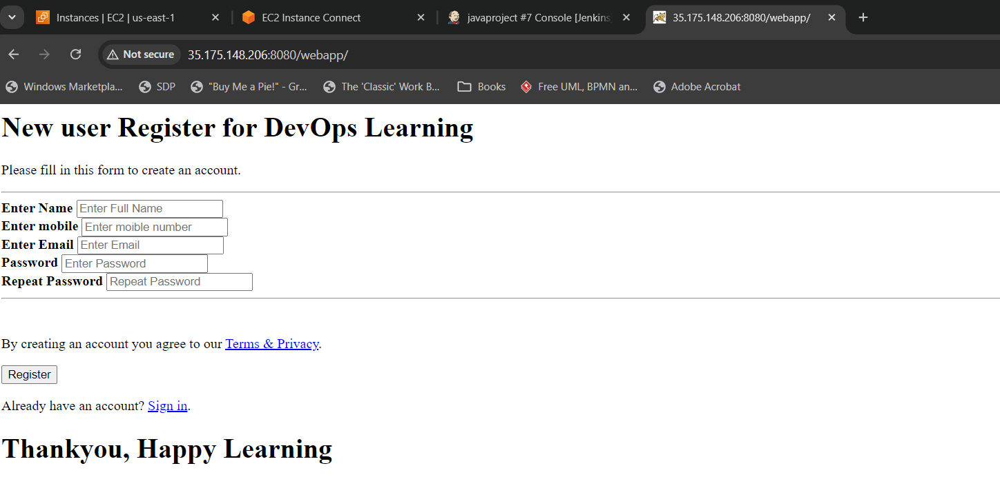 Instances | EC2 | us-east-1
EC2 Instance Connect
javaproject #7 Console [Jenkins
35.175.148.206:8080/webapp/
Not secure 35.175.148.206:8080/webapp/
Windows Marketpla... SDP "Buy Me a Pie!" - Gr... The 'Classic' Work B... Books Free UML, BPMN an... Adobe Acrobat
New user Register for DevOps Learning
Please fill in this form to create an account.
Enter Name Enter Full Name
Enter mobile Enter moible number
Enter Email Enter Email
Password Enter Password
Repeat Password Repeat Password
By creating an account you agree to our Terms & Privacy.
Register
Already have an account? Sign in.
Thankyou, Happy Learning